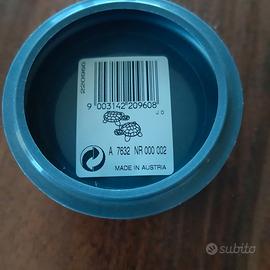 9 003142 209608
J D
A 7632 NR 000 002
MADE IN AUSTRIA
subito